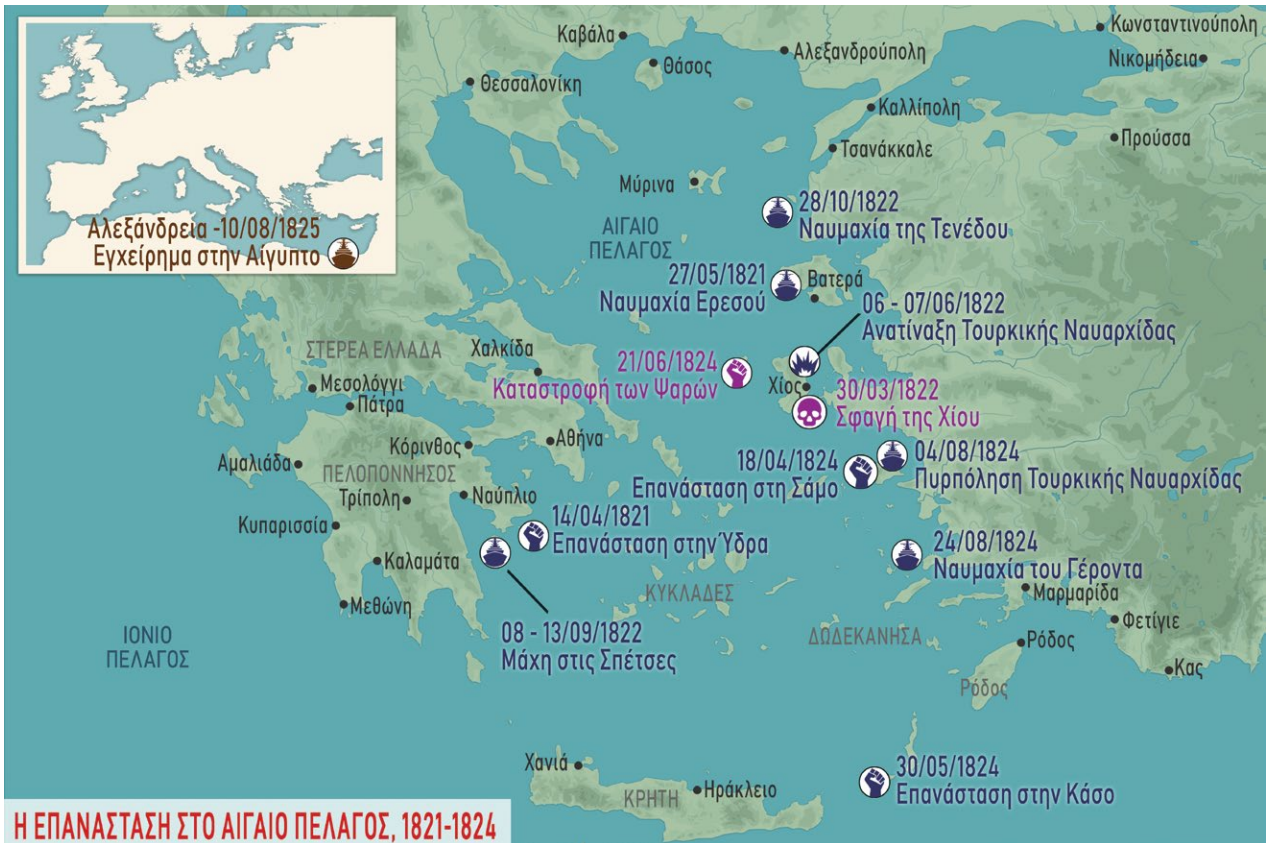 Καβάλα
Κωνσταντινούπολη
Αλεξανδρούπολη
Νικομήδεια
Θάσος
Θεσσαλονίκη
Καλλίπολη
Προύσσα
Τσανάκκαλε
Μύρινα
28/10/1822
Ναυμαχία της Τενέδου
ΑΙΓΑΙΟ
ΠΕΛΑΓΟΣ
Αλεξάνδρεια -10/08/1825
Εγχείρημα στην Αίγυπτο
27/05/1821
Ναυμαχία Ερεσού
Βατερά
06 - 07/06/1822
Ανατίναξη Τουρκικής Ναυαρχίδας
ΣΤΕΡΕΑ ΕΛΛΑΔΑ
Χαλκίδα
21/06/1824
Καταστροφή των Ψαρών
Χίος
30/03/1822
Σφαγή της Χίου
Μεσολόγγι
Πάτρα
Κόρινθος
Αθήνα
Αμαλιάδα
ΠΕΛΟΠΟΝΝΗΣΟΣ
18/04/1824
Επανάσταση στη Σάμο
04/08/1824
Πυρπόληση Τουρκικής Ναυαρχίδας
Τρίπολη
Ναύπλιο
Κυπαρισσία
14/04/1821
Επανάσταση στην Ύδρα
24/08/1824
Ναυμαχία του Γέροντα
Καλαμάτα
ΚΥΚΛΑΔΕΣ
Μαρμαρίδα
Μεθώνη
Φετίγιε
08 - 13/09/1822
Μάχη στις Σπέτσες
ΙΟΝΙΟ
ΠΕΛΑΓΟΣ
ΔΩΔΕΚΑΝΗΣΑ
Ρόδος
Κας
Ρόδος
Χανιά
30/05/1824
Επανάσταση στην Κάσο
ΚΡΗΤΗ
Ηράκλειο
Η ΕΠΑΝΑΣΤΑΣΗ ΣΤΟ ΑΙΓΑΙΟ ΠΕΛΑΓΟΣ, 1821-1824